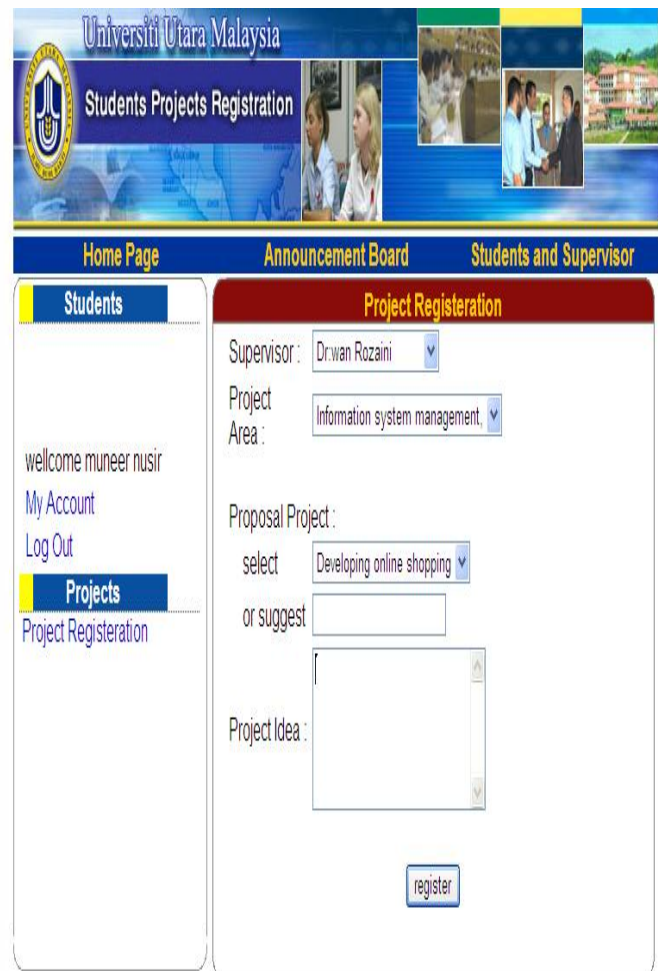 Universiti Utara Malaysia
Students Projects Registration
Home Page Announcement Board Students and Supervisor
Students
wellcome muneer nusir
My Account
Log Out
Projects
Project Registeration
Project Registeration
Supervisor : Dr:wan Rozaini
Project
Area : Information system management,
Proposal Project :
select Developing online shopping
or suggest
Project Idea :
register